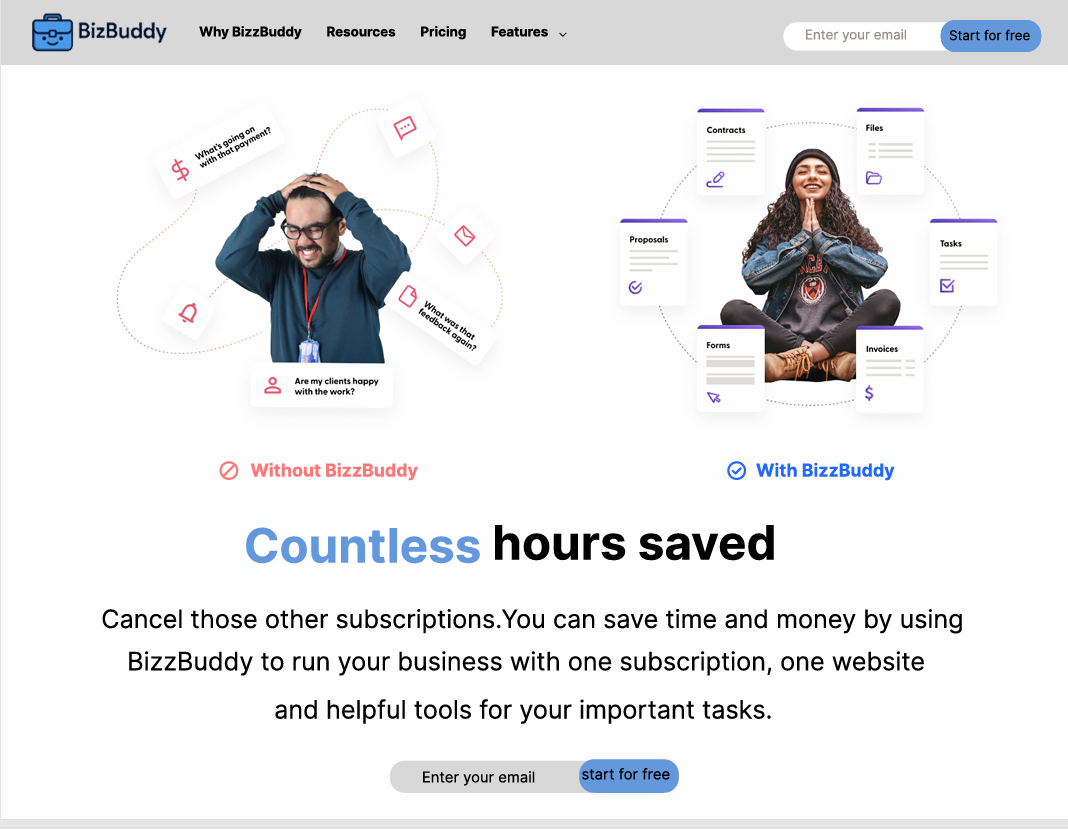 BizBuddy
Why BizzBuddy
Resources
Pricing
Features
Enter your email
Start for free
What's going on
with that payment?
What was that
feedback again?
Are my clients happy
with the work?
Contracts
Files
Proposals
Tasks
Forms
Invoices
Without BizzBuddy
With BizzBuddy
Countless hours saved
Cancel those other subscriptions.You can save time and money by using
BizzBuddy to run your business with one subscription, one website
and helpful tools for your important tasks.
Enter your email
start for free